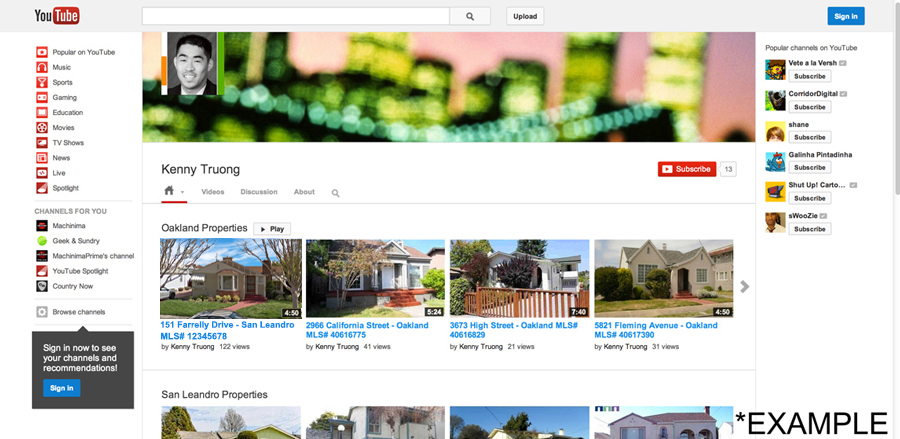 YouTube
Upload
Sign in
Popular on YouTube
Music
Sports
Gaming
Education
Movies
TV Shows
News
Live
Spotlight
CHANNELS FOR YOU
Machinima
Geek & Sundry
MachinimaPrime's channel
YouTube Spotlight
Country Now
Browse channels
Sign in now to see
your channels and
recommendations!
Sign in
Kenny Truong
Subscribe 13
Videos Discussion About
Oakland Properties Play
4:50
151 Farrelly Drive - San Leandro
MLS# 12345678
by Kenny Truong 122 views
5:24
2966 California Street - Oakland
MLS# 40616775
by Kenny Truong 41 views
7:40
3673 High Street - Oakland MLS#
40616829
by Kenny Truong 21 views
4:50
5821 Fleming Avenue - Oakland
MLS# 40617390
by Kenny Truong 31 views
San Leandro Properties
Popular channels on YouTube
Vete a la Versh
Subscribe
CorridorDigital
Subscribe
shane
Subscribe
Galinha Pintadinha
Subscribe
Shut Up! Carto...
Subscribe
sWooZie
Subscribe
*EXAMPLE